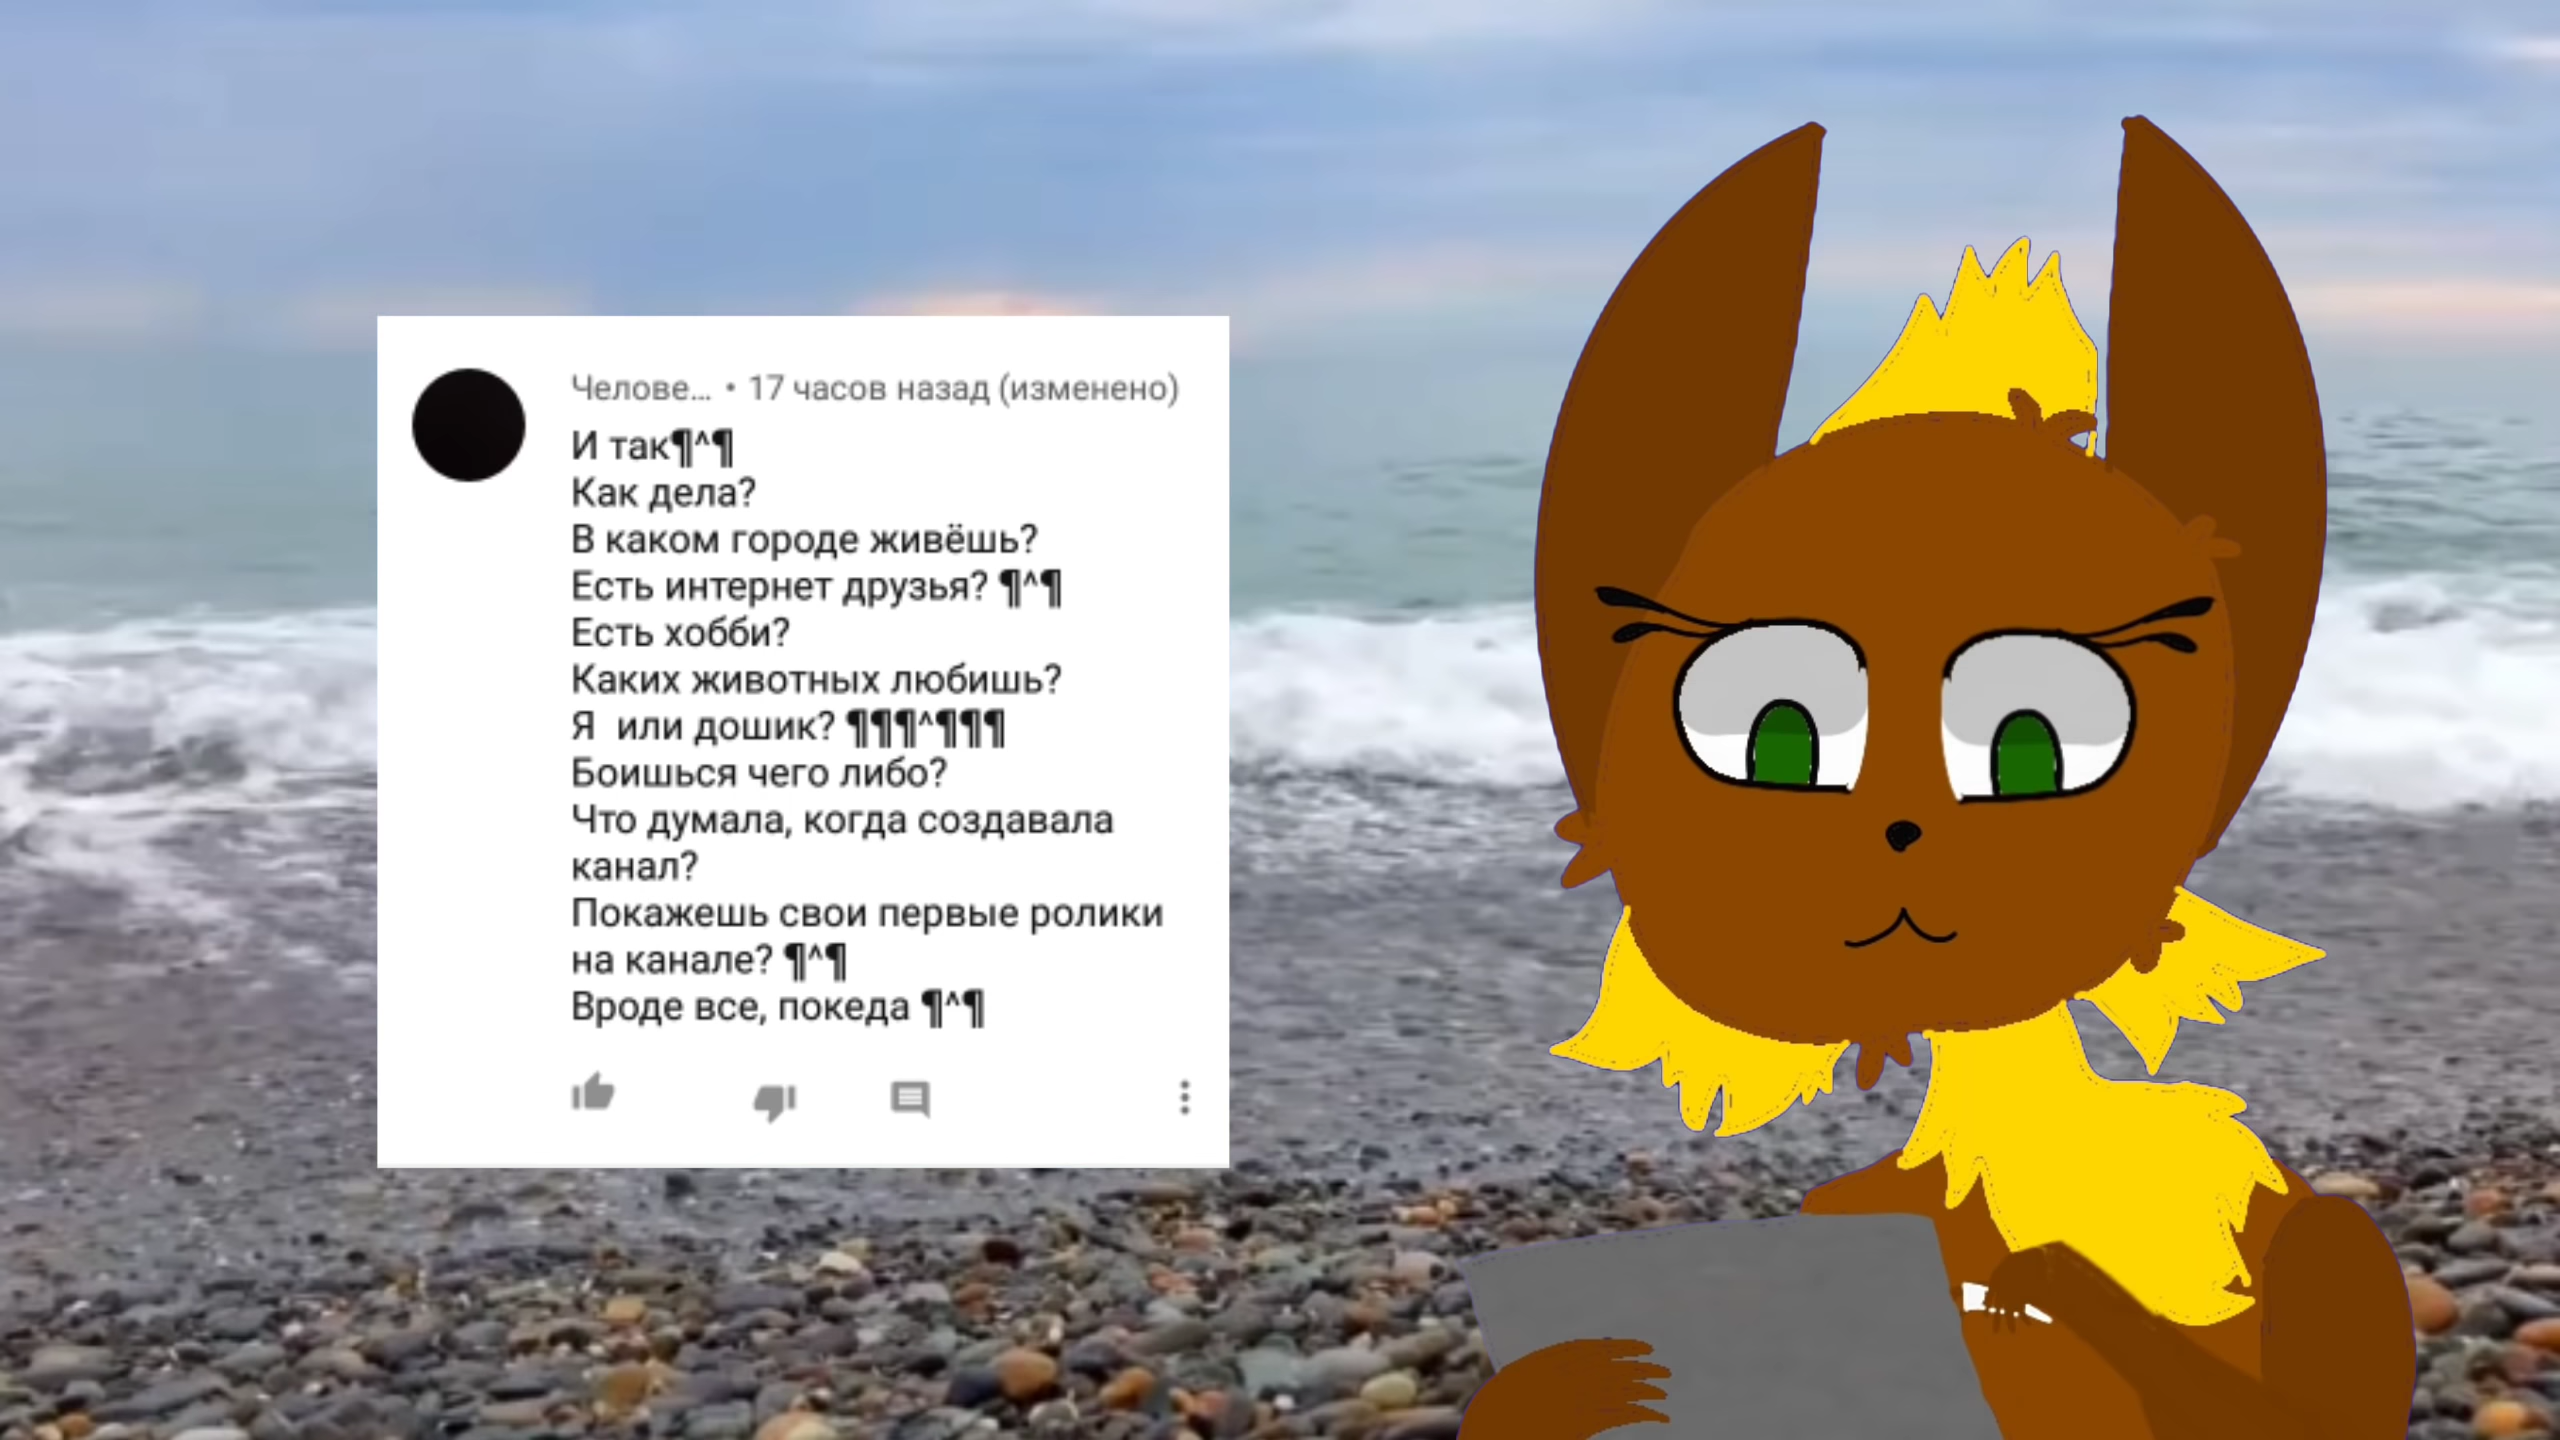 Челове... • 17 часов назад (изменено)
И так¶^¶
Как дела?
В каком городе живёшь?
Есть интернет друзья? ¶^¶
Есть хобби?
Каких животных любишь?
Я  или дошик? ¶¶¶^¶¶¶
Боишься чего либо?
Что думала, когда создавала
канал?
Покажешь свои первые ролики
на канале? ¶^¶
Вроде все, покеда ¶^¶